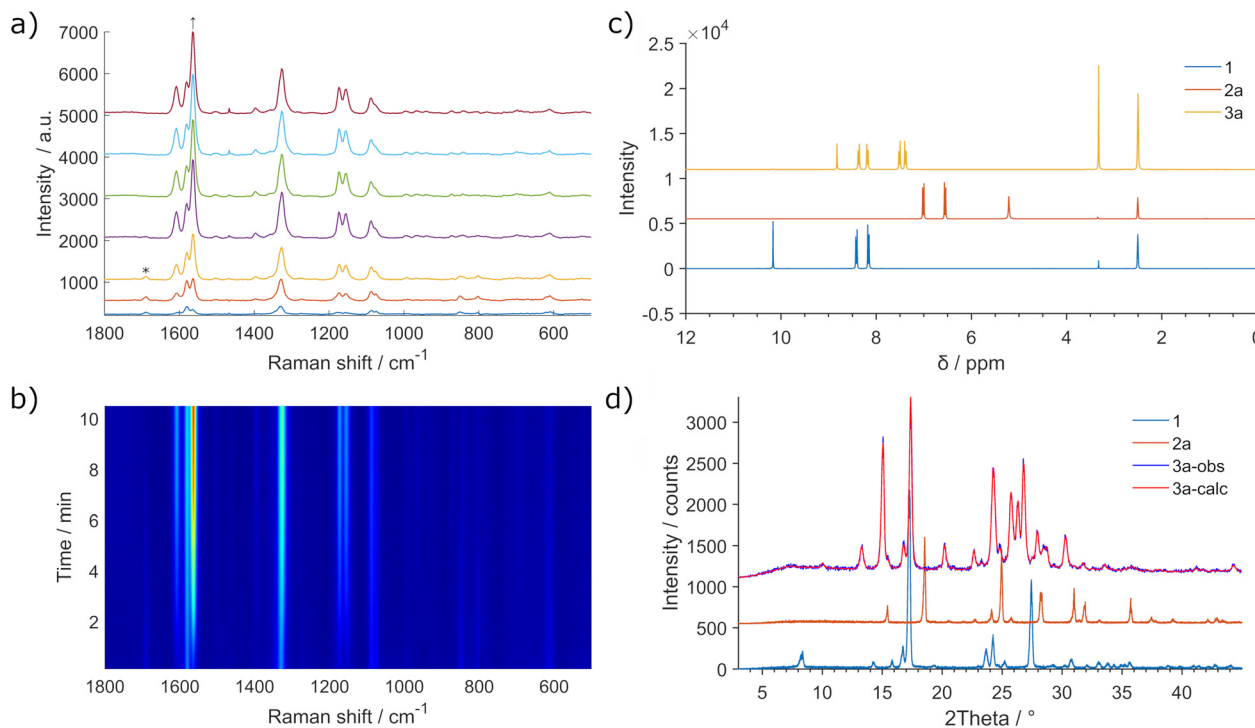 a)
7000
6000
5000
4000
3000
2000
1000
Intensity / a.u.
↑
*
1800 1600 1400 1200 1000 800 600
Raman shift / cm-1
b)
10
8
6
4
2
Time / min
1800 1600 1400 1200 1000 800 600
Raman shift / cm-1
c)
×10⁴
2.5
2
1.5
1
0.5
0
-0.5
Intensity
1
2a
3a
12 10 8 6 4 2 0
δ / ppm
d)
3000
2500
2000
1500
1000
500
0
Intensity / counts
1
2a
3a-obs
3a-calc
5 10 15 20 25 30 35 40
2Theta / °